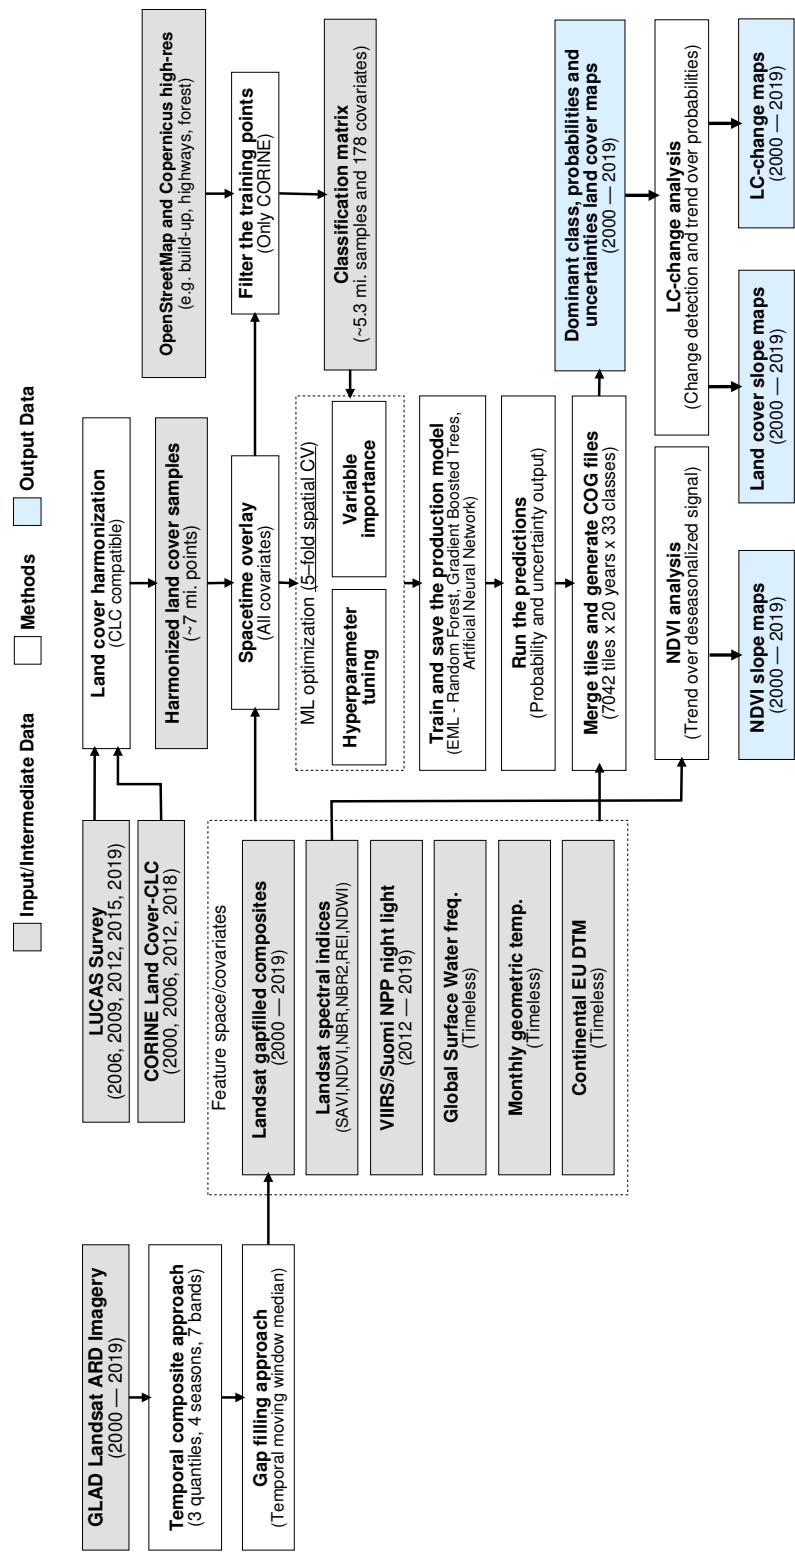 Input/Intermediate Data
Methods
Output Data
GLAD Landsat ARD Imagery
(2000 — 2019)
Temporal composite approach
(3 quantiles, 4 seasons, 7 bands)
Gap filling approach
(Temporal moving window median)
LUCAS Survey
(2006, 2009, 2012, 2015, 2019)
CORINE Land Cover-CLC
(2000, 2006, 2012, 2018)
Feature space/covariates
Landsat gapfilled composites
(2000 — 2019)
Landsat spectral indices
(SAVI,NDVI,NBR,NBR2,REI,NDWI)
VIIRS/Suomi NPP night light
(2012 — 2019)
Global Surface Water freq.
(Timeless)
Monthly geometric temp.
(Timeless)
Continental EU DTM
(Timeless)
Land cover harmonization
(CLC compatible)
Harmonized land cover samples
(~7 mi. points)
Spacetime overlay
(All covariates)
ML optimization (5–fold spatial CV)
Hyperparameter
tuning
Variable
importance
Train and save the production model
(EML - Random Forest, Gradient Boosted Trees,
Artificial Neural Network)
Run the predictions
(Probability and uncertainty output)
Merge tiles and generate COG files
(7042 tiles x 20 years x 33 classes)
NDVI analysis
(Trend over deseasonalized signal)
NDVI slope maps
(2000 — 2019)
OpenStreetMap and Copernicus high-res
(e.g. build-up, highways, forest)
Filter the training points
(Only CORINE)
Classification matrix
(~5.3 mi. samples and 178 covariates)
Dominant class, probabilities and
uncertainties land cover maps
(2000 — 2019)
LC-change analysis
(Change detection and trend over probabilities)
Land cover slope maps
(2000 — 2019)
LC-change maps
(2000 — 2019)